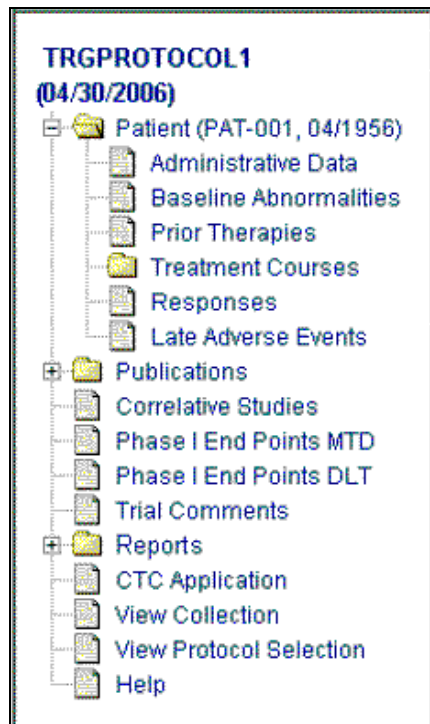 TRGPROTOCOL1
(04/30/2006)
Patient (PAT-001, 04/1956)
Administrative Data
Baseline Abnormalities
Prior Therapies
Treatment Courses
Responses
Late Adverse Events
Publications
Correlative Studies
Phase I End Points MTD
Phase I End Points DLT
Trial Comments
Reports
CTC Application
View Collection
View Protocol Selection
Help